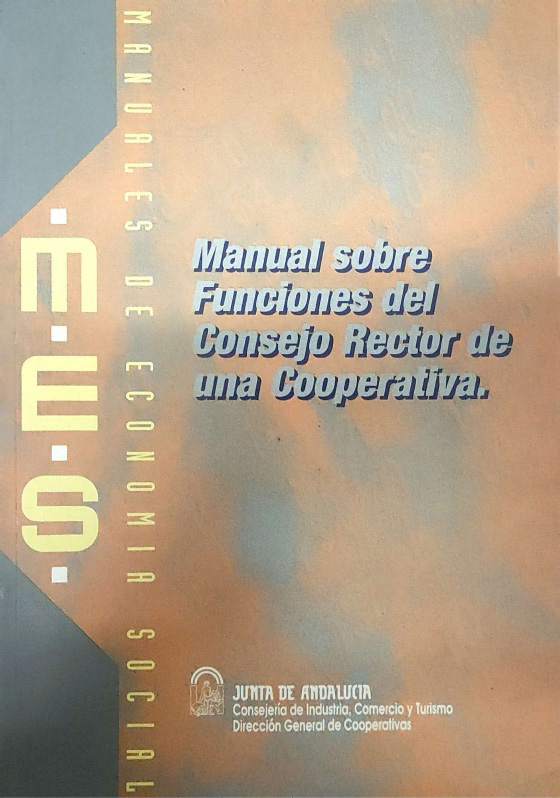 MANUALES DE ECONOMIA SOCIAL
.M.E.S.
Manual sobre
Funciones del
Consejo Rector de
una Cooperativa.
JUNTA DE ANDALUCIA
Consejería de Industria, Comercio y Turismo
Dirección General de Cooperativas